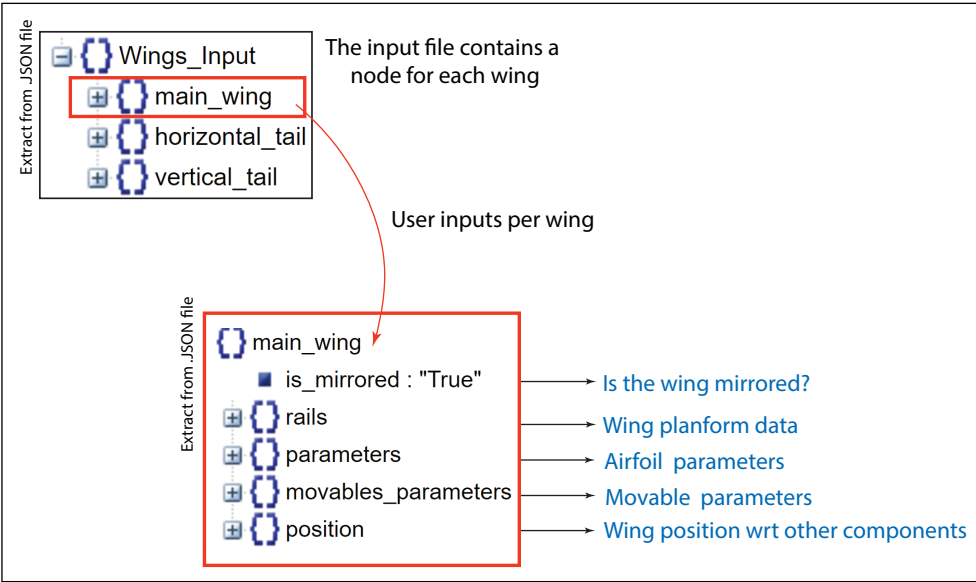 Extract from .JSON file
Wings_Input
main_wing
horizontal_tail
vertical_tail
The input file contains a
node for each wing
User inputs per wing
Extract from .JSON file
main_wing
is_mirrored : "True"
rails
parameters
movables_parameters
position
Is the wing mirrored?
Wing planform data
Airfoil parameters
Movable parameters
Wing position wrt other components